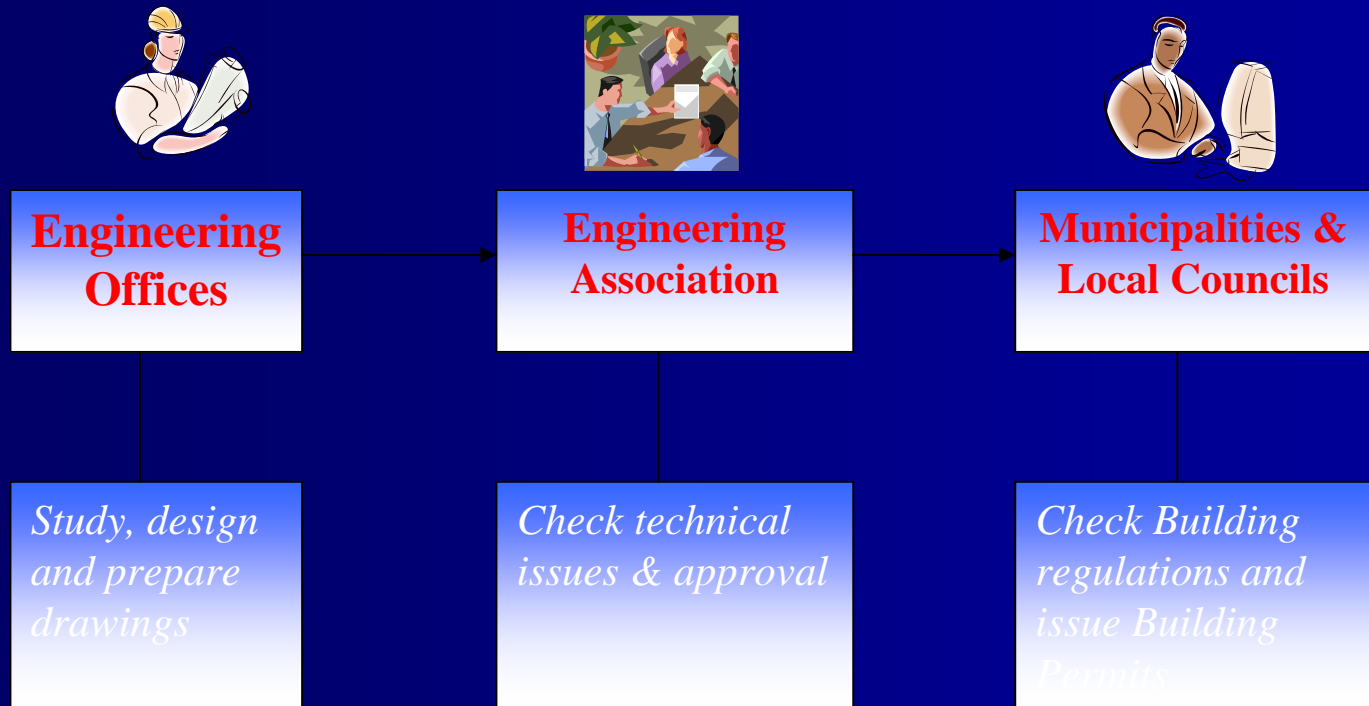 Engineering
Offices
Engineering
Association
Municipalities &
Local Councils
Study, design
and prepare
drawings
Check technical
issues & approval
Check Building
regulations and
issue Building
Permits